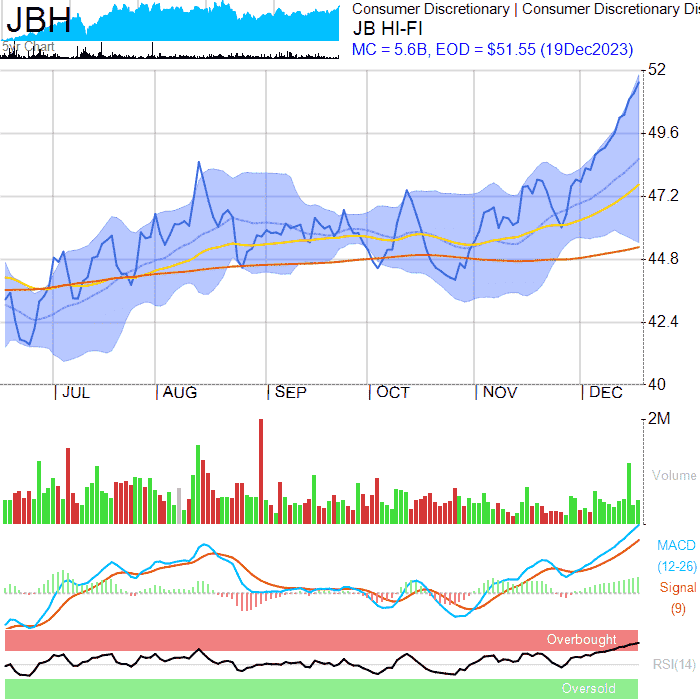 JBH
5yr Chart
Consumer Discretionary | Consumer Discretionary Dis
JB HI-FI
MC = 5.6B, EOD = $51.55 (19Dec2023)
52
49.6
47.2
44.8
42.4
40
JUL AUG SEP OCT NOV DEC
2M
Volume
MACD
(12-26)
Signal
(9)
Overbought
RSI(14)
Oversold